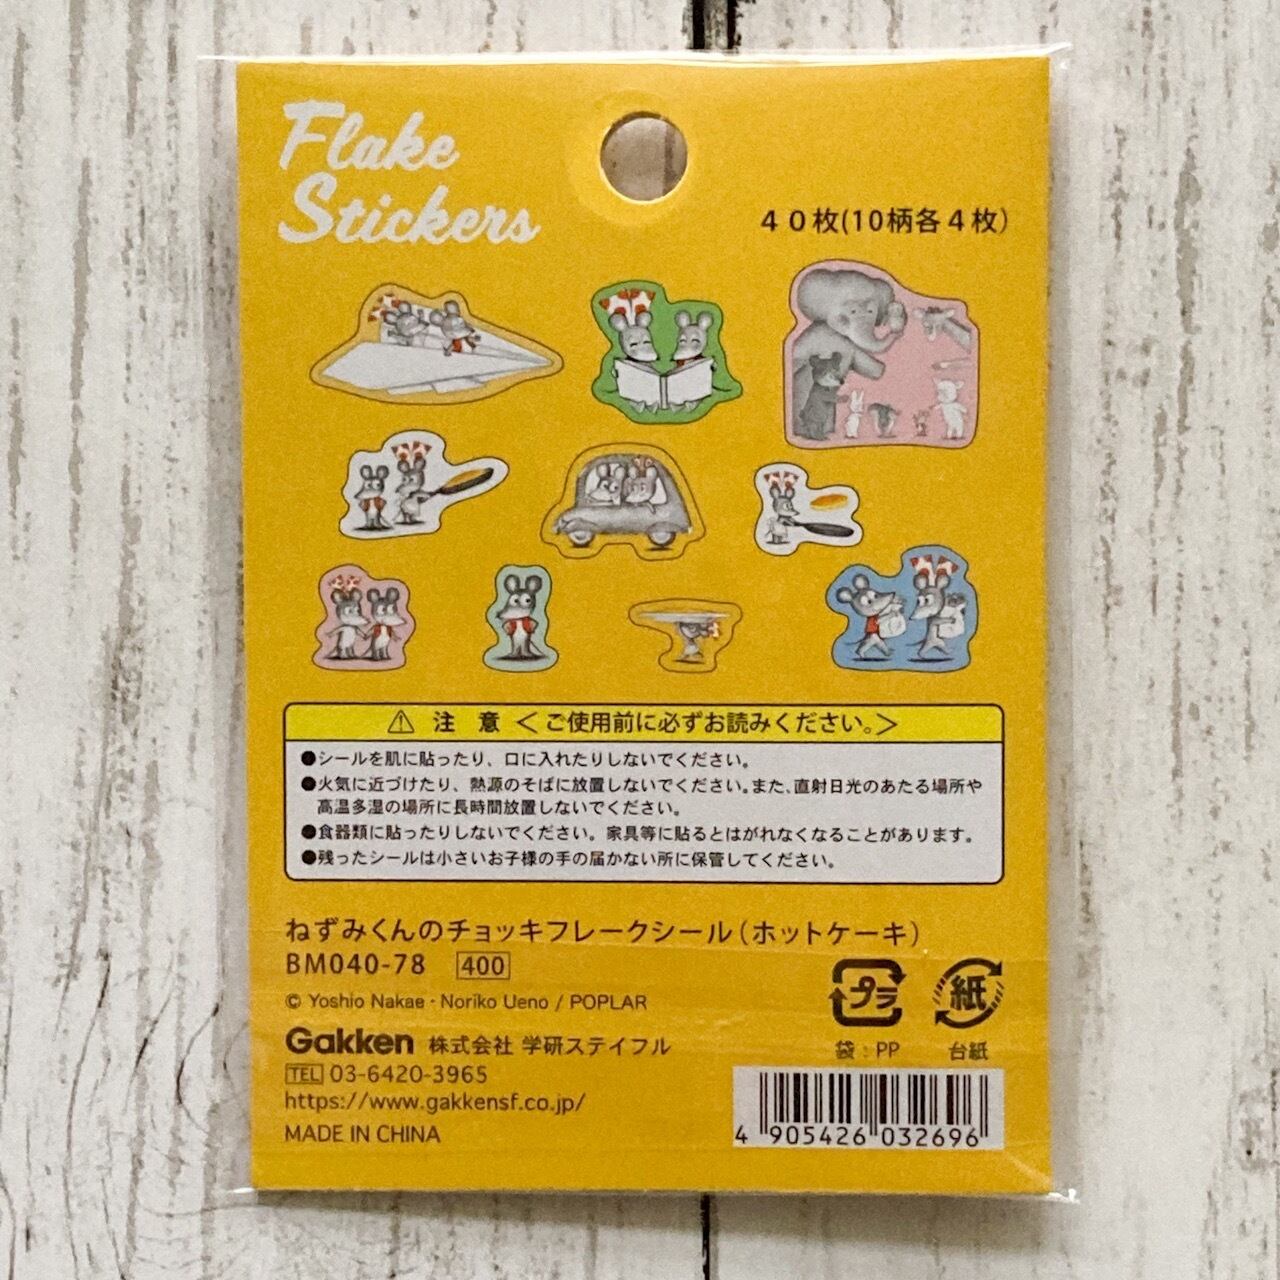 Flake
Stickers
40枚(10柄各4枚)
⚠ 注 意 <ご使用前に必ずお読みください。>
●シールを肌に貼ったり、口に入れたりしないでください。
●火気に近づけたり、熱源のそばに放置しないでください。また、直射日光のあたる場所や
高温多湿の場所に長時間放置しないでください。
●食器類に貼ったりしないでください。家具等に貼るとはがれなくなることがあります。
●残ったシールは小さいお子様の手の届かない所に保管してください。
ねずみくんのチョッキフレークシール(ホットケーキ)
BM040-78 400
© Yoshio Nakae・Noriko Ueno / POPLAR
Gakken 株式会社 学研ステイフル
TEL 03-6420-3965
https://www.gakkensf.co.jp/
MADE IN CHINA
プラ 紙
袋：PP 台紙
4 905426 032696